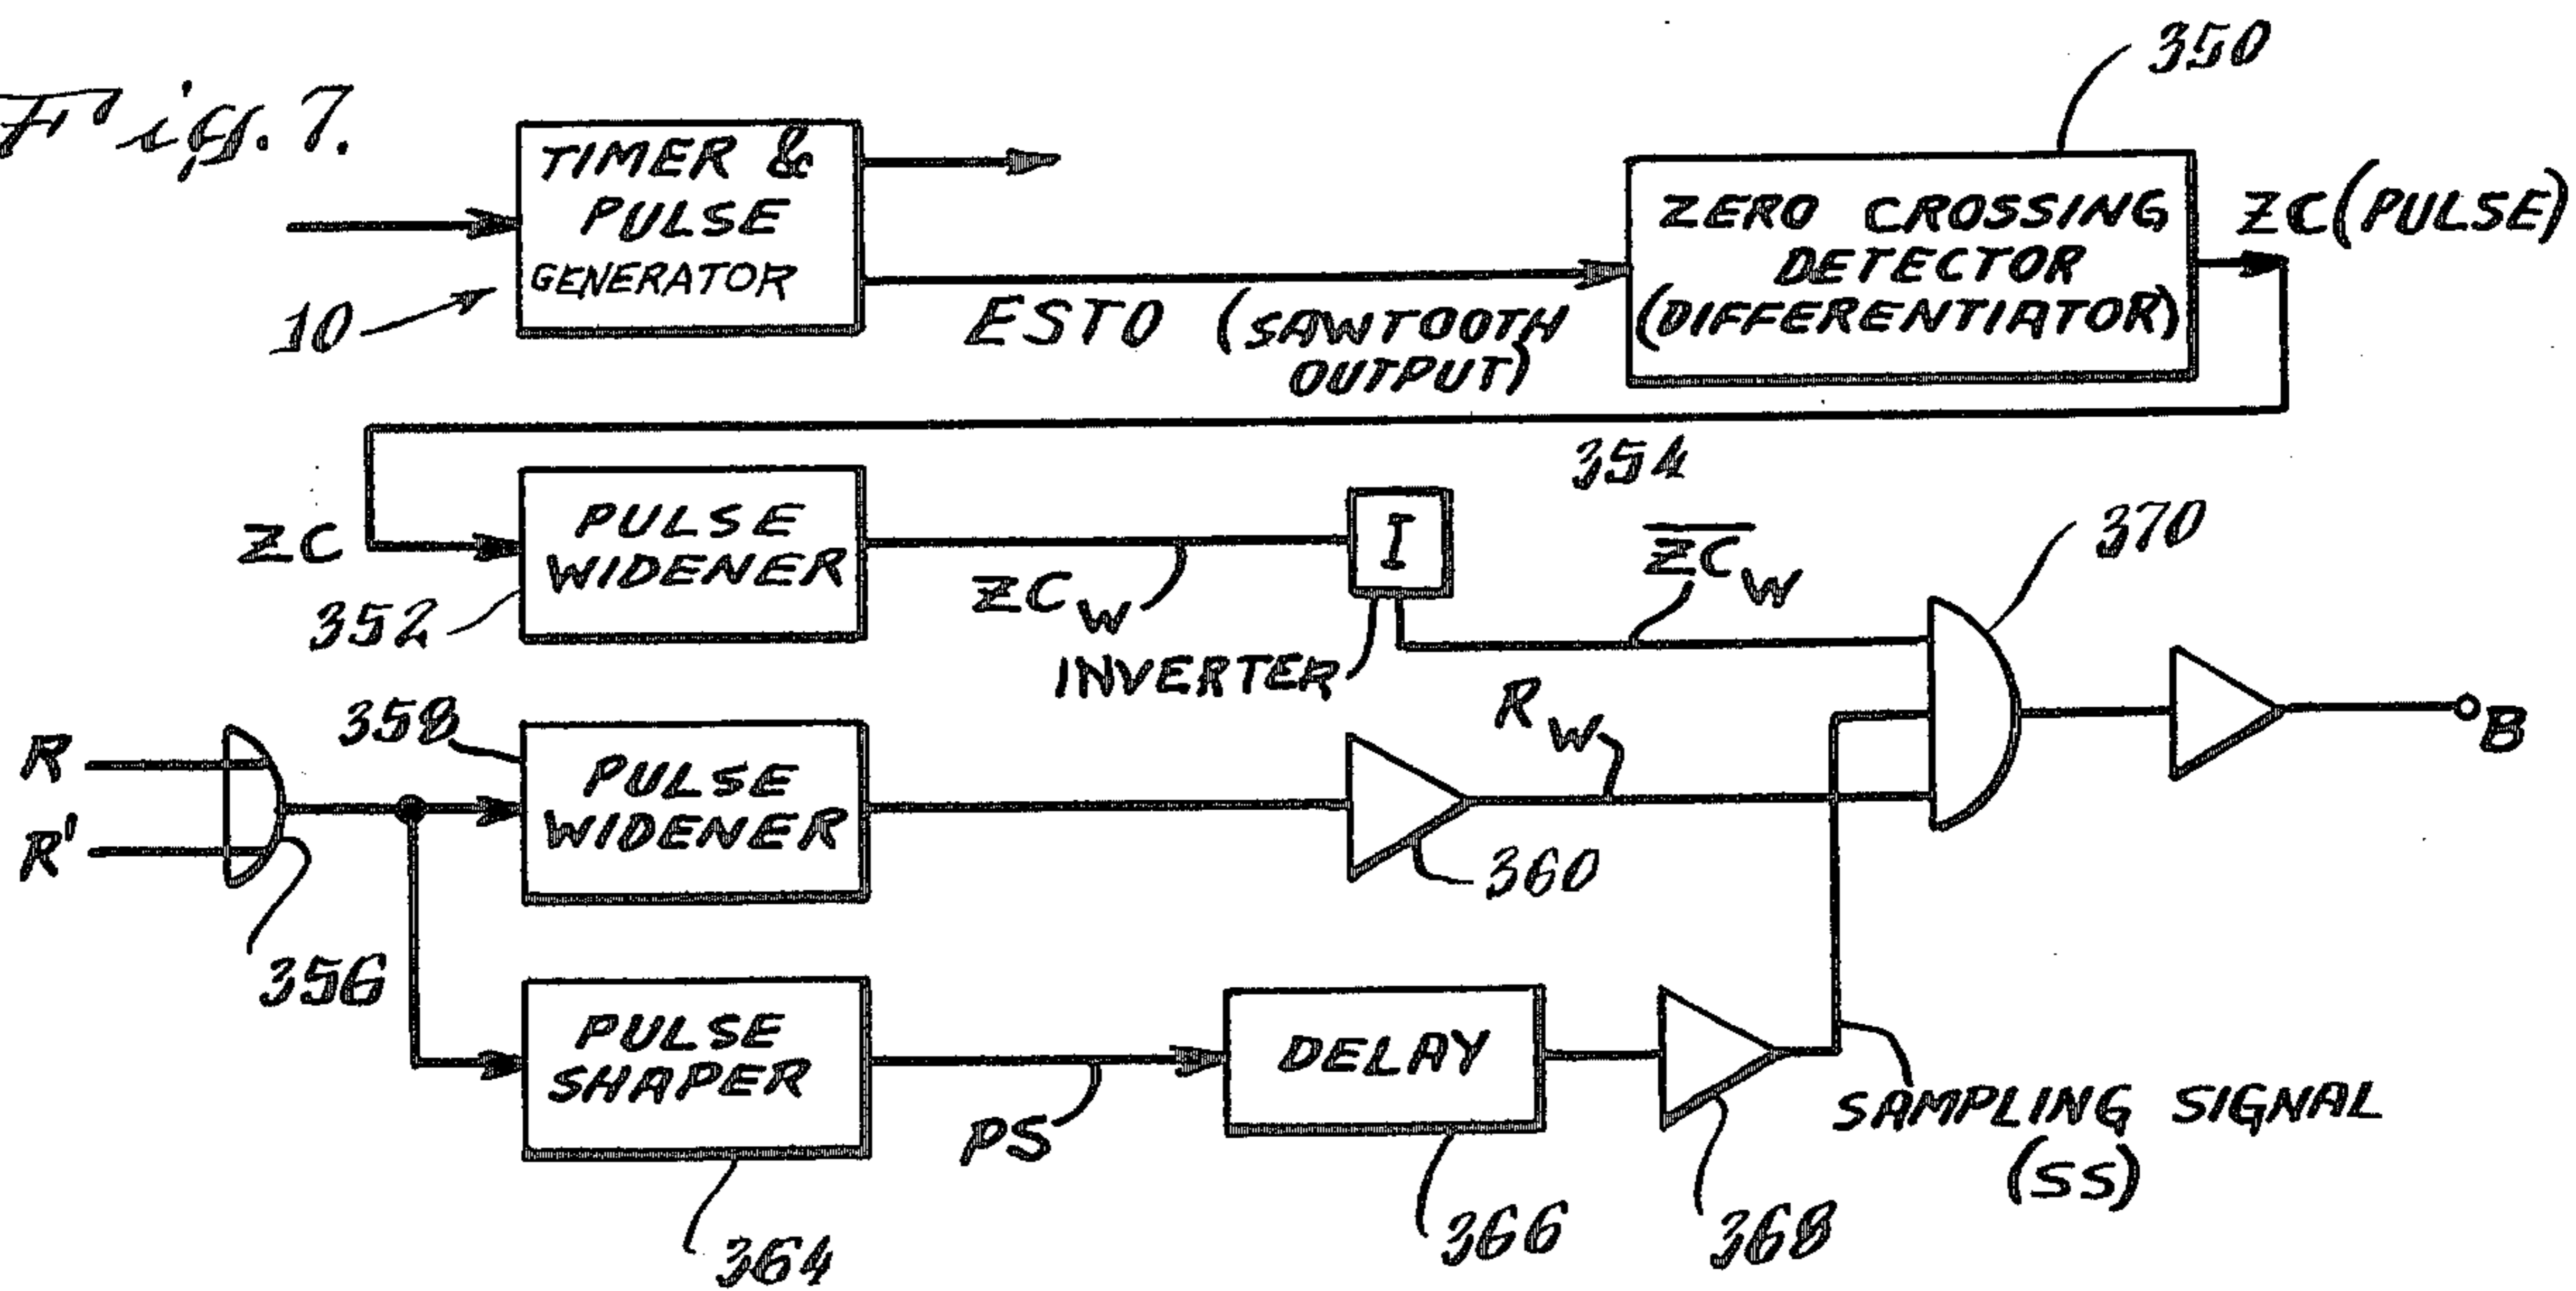 Fig. 7.
350
TIMER &
PULSE
GENERATOR
10
ESTO (SAWTOOTH
OUTPUT)
ZERO CROSSING
DETECTOR
(DIFFERENTIATOR)
ZC (PULSE)
354
ZC
PULSE
WIDENER
352
ZCW
I
INVERTER
Z̅C̅W
370
R
R'
356
358
PULSE
WIDENER
RW
360
B
PULSE
SHAPER
364
PS
DELAY
366
368
SAMPLING SIGNAL
(SS)